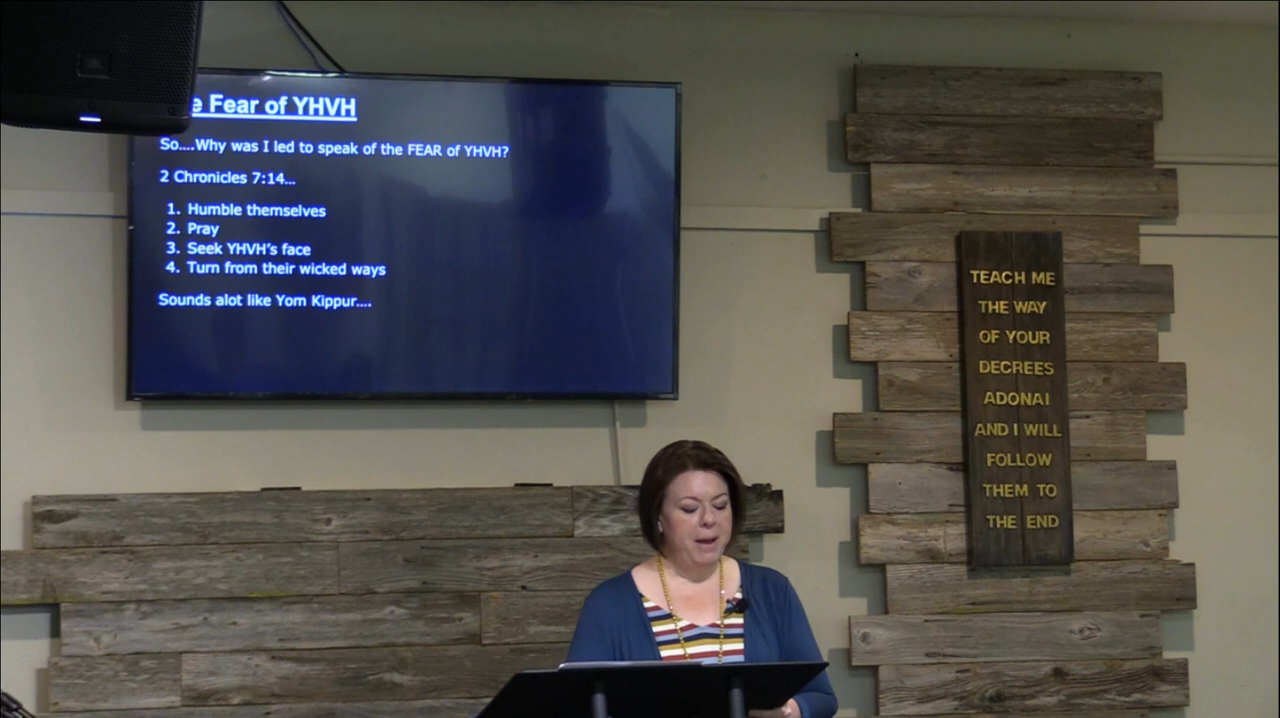 e Fear of YHVH
So....Why was I led to speak of the FEAR of YHVH?
2 Chronicles 7:14...
1. Humble themselves
2. Pray
3. Seek YHVH's face
4. Turn from their wicked ways
Sounds alot like Yom Kippur....
TEACH ME
THE WAY
OF YOUR
DECREES
ADONAI
AND I WILL
FOLLOW
THEM TO
THE END